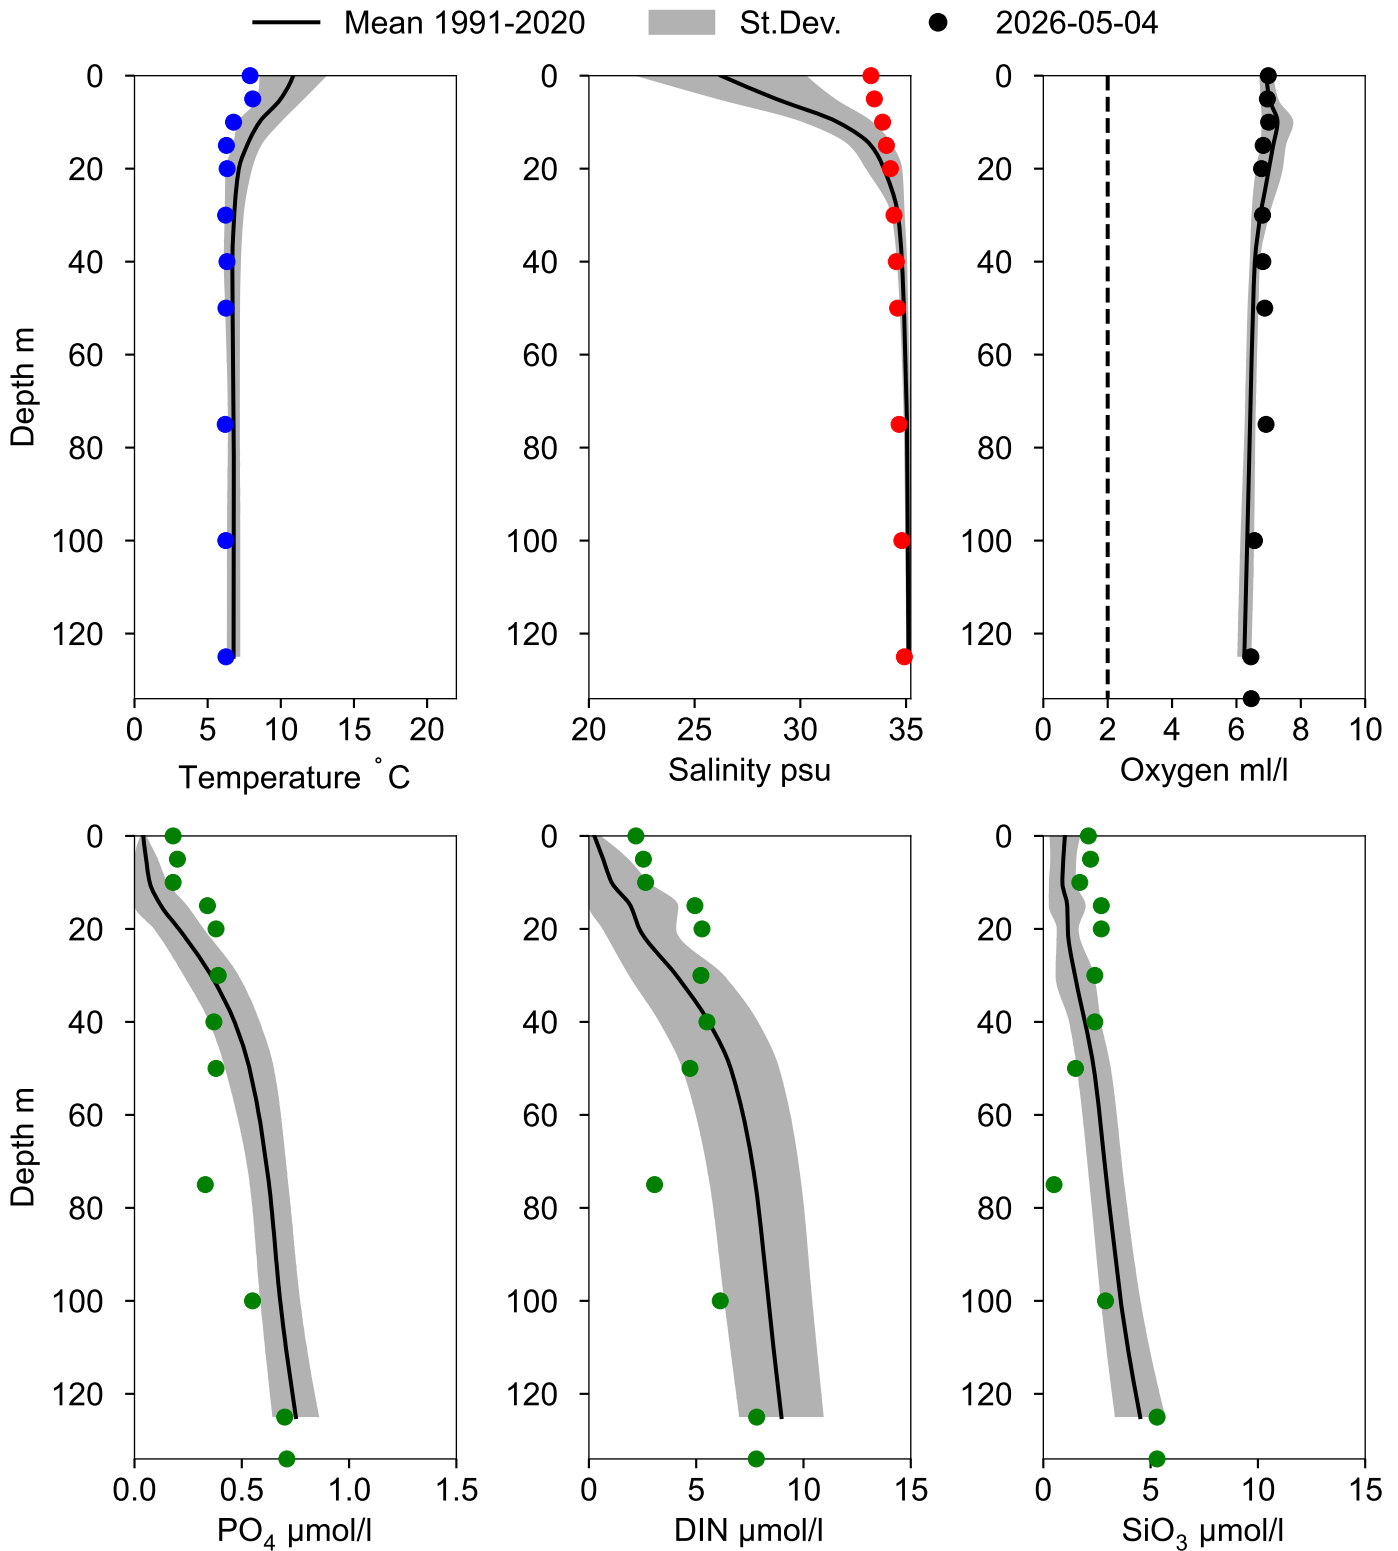 Mean 1991-2020 St.Dev. 2026-05-04
0 0 0
20 20 20
40 40 40
60 60 60
80 80 80
100 100 100
120 120 120
Depth m
0 5 10 15 20 20 25 30 35 0 2 4 6 8 10
Temperature °C Salinity psu Oxygen ml/l
0 0 0
20 20 20
40 40 40
60 60 60
80 80 80
100 100 100
120 120 120
Depth m
0.0 0.5 1.0 1.5 0 5 10 15 0 5 10 15
PO4 µmol/l DIN µmol/l SiO3 µmol/l